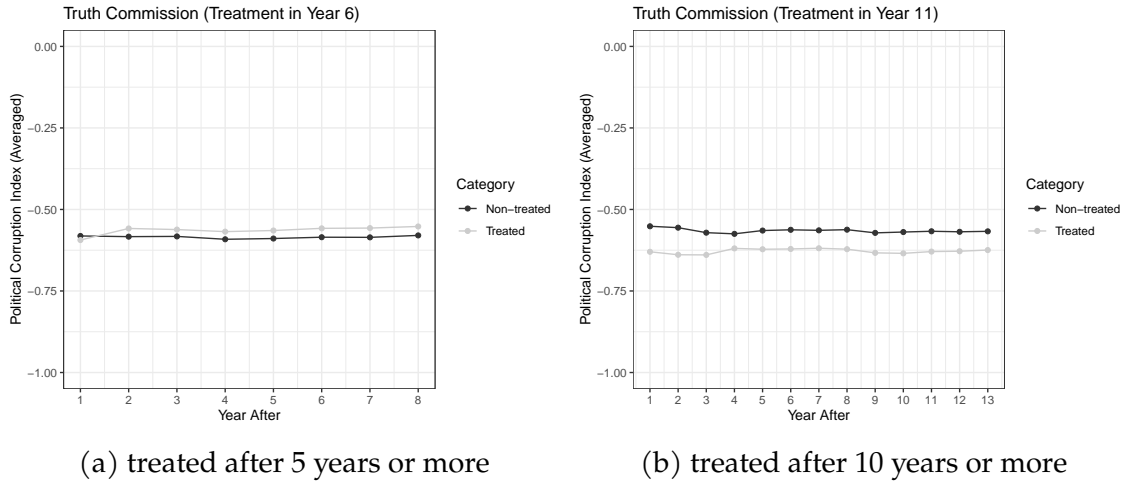 Truth Commission (Treatment in Year 6)
0.00
−0.25
−0.50
−0.75
−1.00
Political Corruption Index (Averaged)
1 2 3 4 5 6 7 8
Year After
Category
Non−treated
Treated
(a) treated after 5 years or more
Truth Commission (Treatment in Year 11)
0.00
−0.25
−0.50
−0.75
−1.00
Political Corruption Index (Averaged)
1 2 3 4 5 6 7 8 9 10 11 12 13
Year After
Category
Non−treated
Treated
(b) treated after 10 years or more